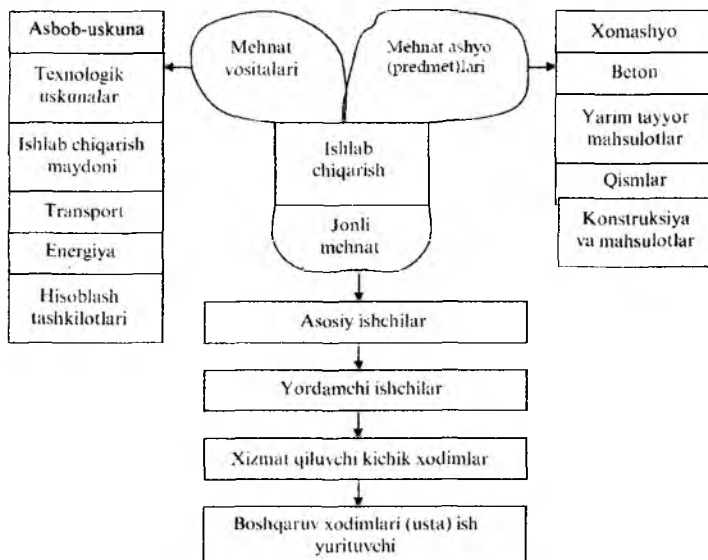 Asbob-uskuna
Texnologik
uskunalar
Ishlab chiqarish
maydoni
Transport
Energiya
Hisoblash
tashkilotlari
Mehnat
vositalari
Mehnat ashyo
(predmet)lari
Ishlab
chiqarish
Jonli
mehnat
Xomashyo
Beton
Yarim tayyor
mahsulotlar
Qismlar
Konstruksiya
va mahsulotlar
Asosiy ishchilar
Yordamchi ishchilar
Xizmat qiluvchi kichik xodimlar
Boshqaruv xodimlari (usta) ish
yurituvchi